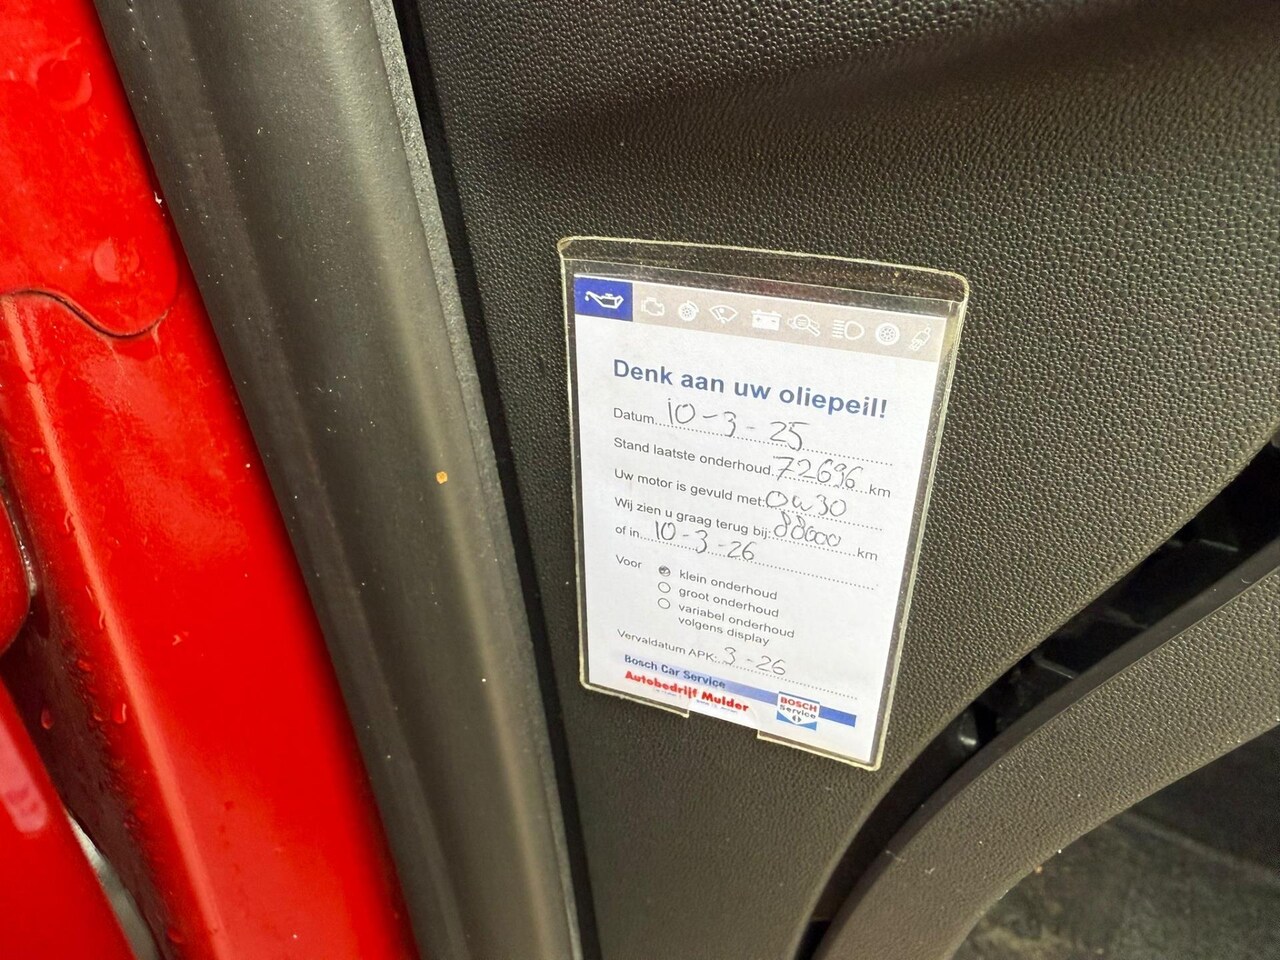 Denk aan uw oliepeil!
Datum 10-3-25
Stand laatste onderhoud 72696 km
Uw motor is gevuld met: 0w30
Wij zien u graag terug bij: 88000 km
of in 10-3-26
Voor klein onderhoud
groot onderhoud
variabel onderhoud
volgens display
Vervaldatum APK: 3-26
Bosch Car Service
Autobedrijf Mulder
BOSCH
Service